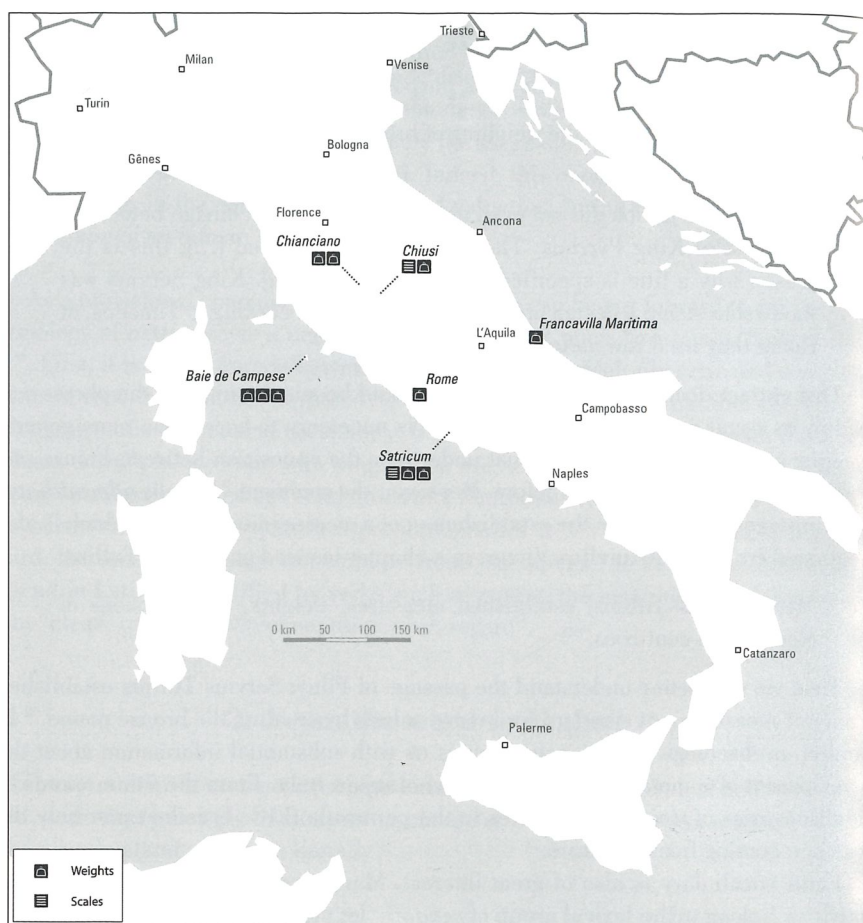 Trieste
Milan
Venise
Turin
Bologna
Gênes
Florence
Ancona
Chianciano
Chiusi
Francavilla Maritima
L'Aquila
Baie de Campese
Rome
Campobasso
Satricum
Naples
0 km 50 100 150 km
Catanzaro
Palerme
Weights
Scales